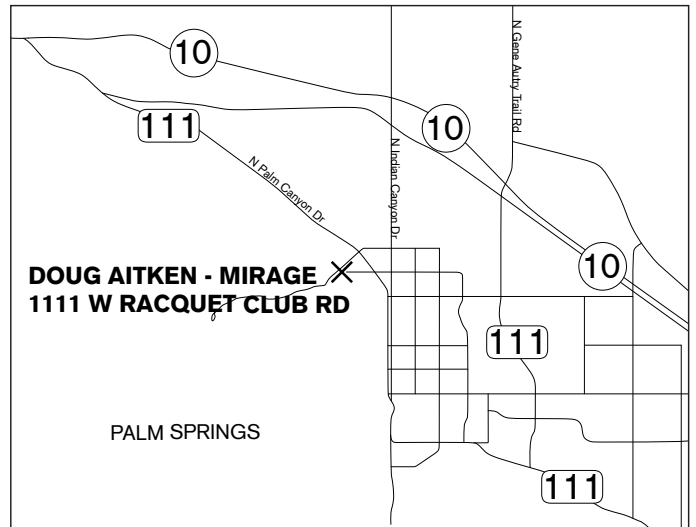 10
N Gene Autry Trail Rd
111
10
N Indian Canyon Dr
N Palm Canyon Dr
10
DOUG AITKEN - MIRAGE
1111 W RACQUET CLUB RD
111
PALM SPRINGS
111